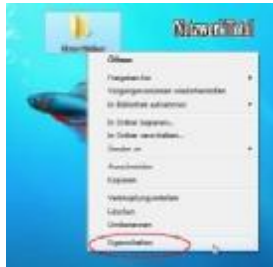 NetzwerkTotal
Öffnen
Freigeben für
Vorgängerversionen wiederherstellen
In Bibliothek aufnehmen
In Ordner kopieren...
In Ordner verschieben...
Senden an
Ausschneiden
Kopieren
Verknüpfung erstellen
Löschen
Umbenennen
Eigenschaften